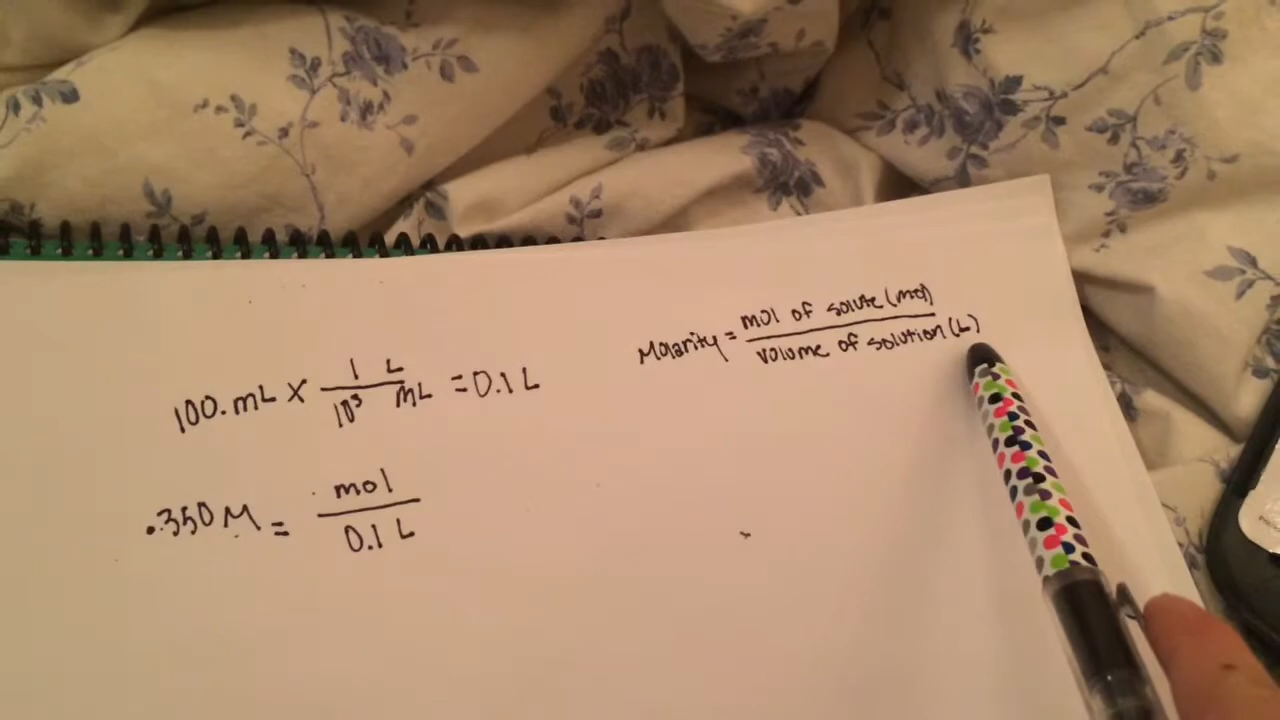 100. mL x 1 L / 10³ mL = 0.1 L
.350 M = mol / 0.1 L
Molarity = mol of solute (mol) / volume of solution (L)